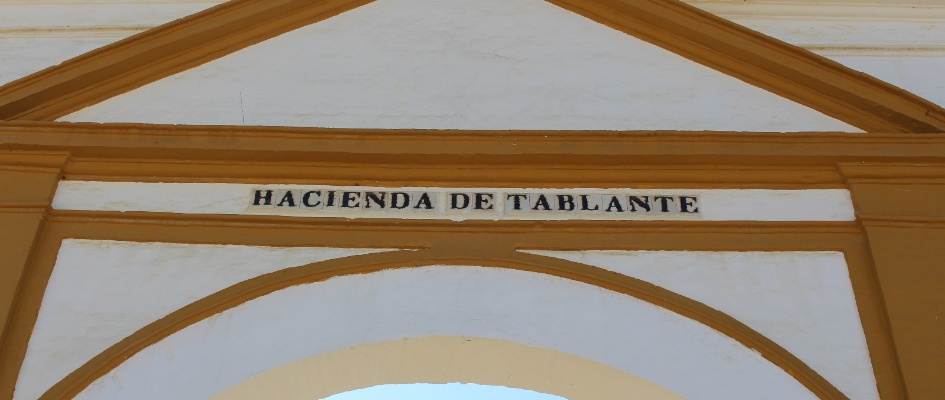 HACIENDA DE TABLANTE